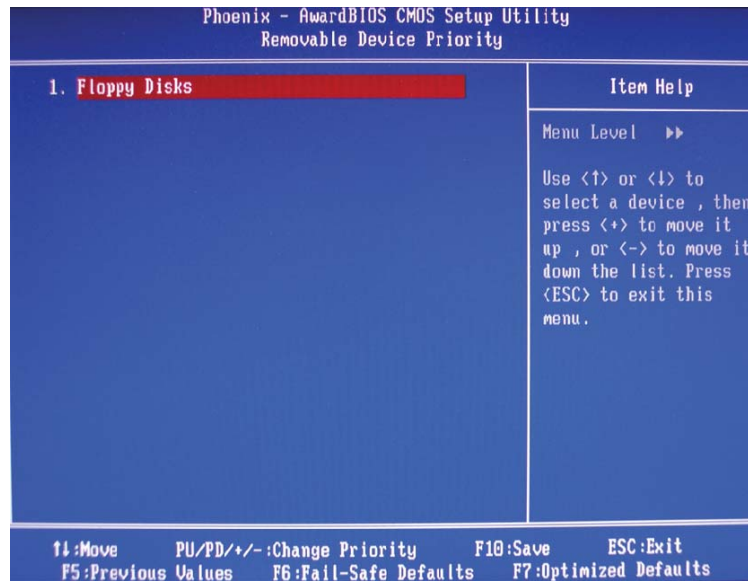 Phoenix - AwardBIOS CMOS Setup Utility
Removable Device Priority
1. Floppy Disks
Item Help
Menu Level ▶▶
Use <↑> or <↓> to
select a device , then
press <+> to move it
up , or <-> to move it
down the list. Press
<ESC> to exit this
menu.
↑↓:Move PU/PD/+/-:Change Priority F10:Save ESC:Exit
F5:Previous Values F6:Fail-Safe Defaults F7:Optimized Defaults